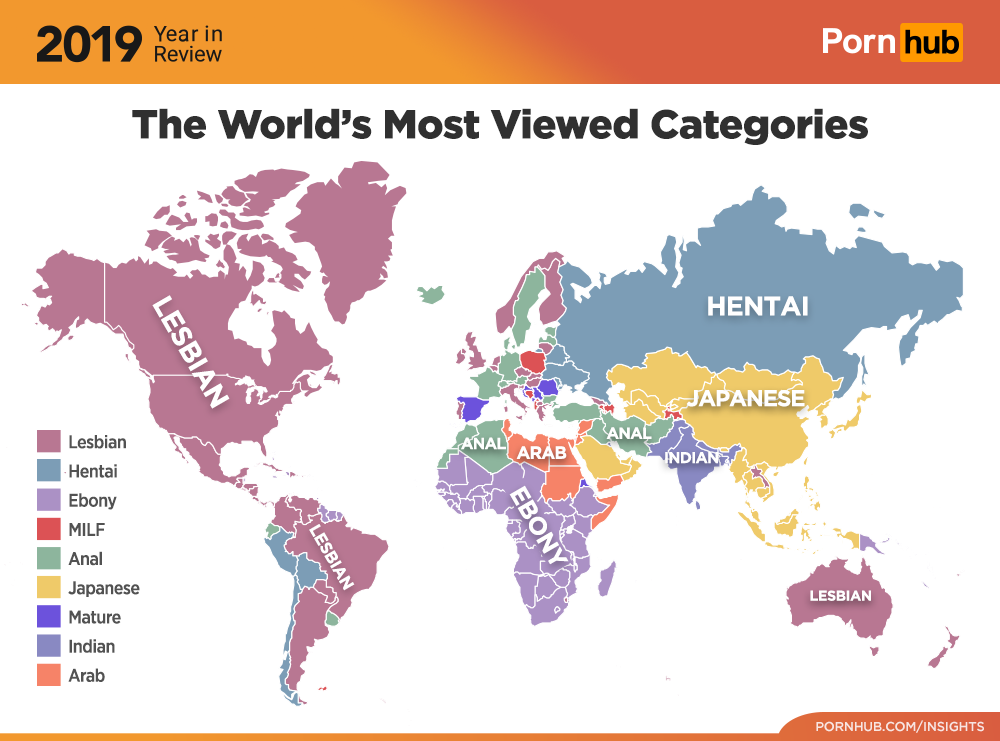 2019 Year in
Review
Porn hub
The World's Most Viewed Categories
LESBIAN
HENTAI
JAPANESE
ANAL
ARAB
ANAL
INDIAN
EBONY
LESBIAN
LESBIAN
Lesbian
Hentai
Ebony
MILF
Anal
Japanese
Mature
Indian
Arab
PORNHUB.COM/INSIGHTS